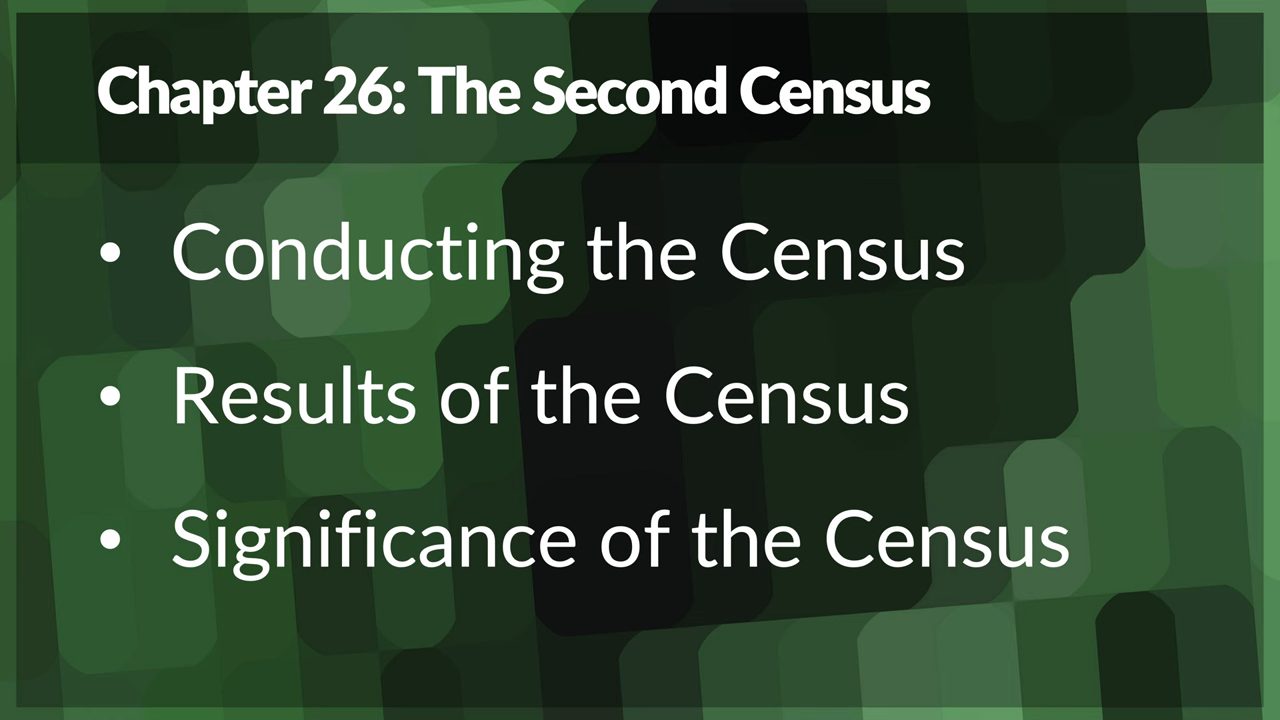 Chapter 26: The Second Census
• Conducting the Census
• Results of the Census
• Significance of the Census